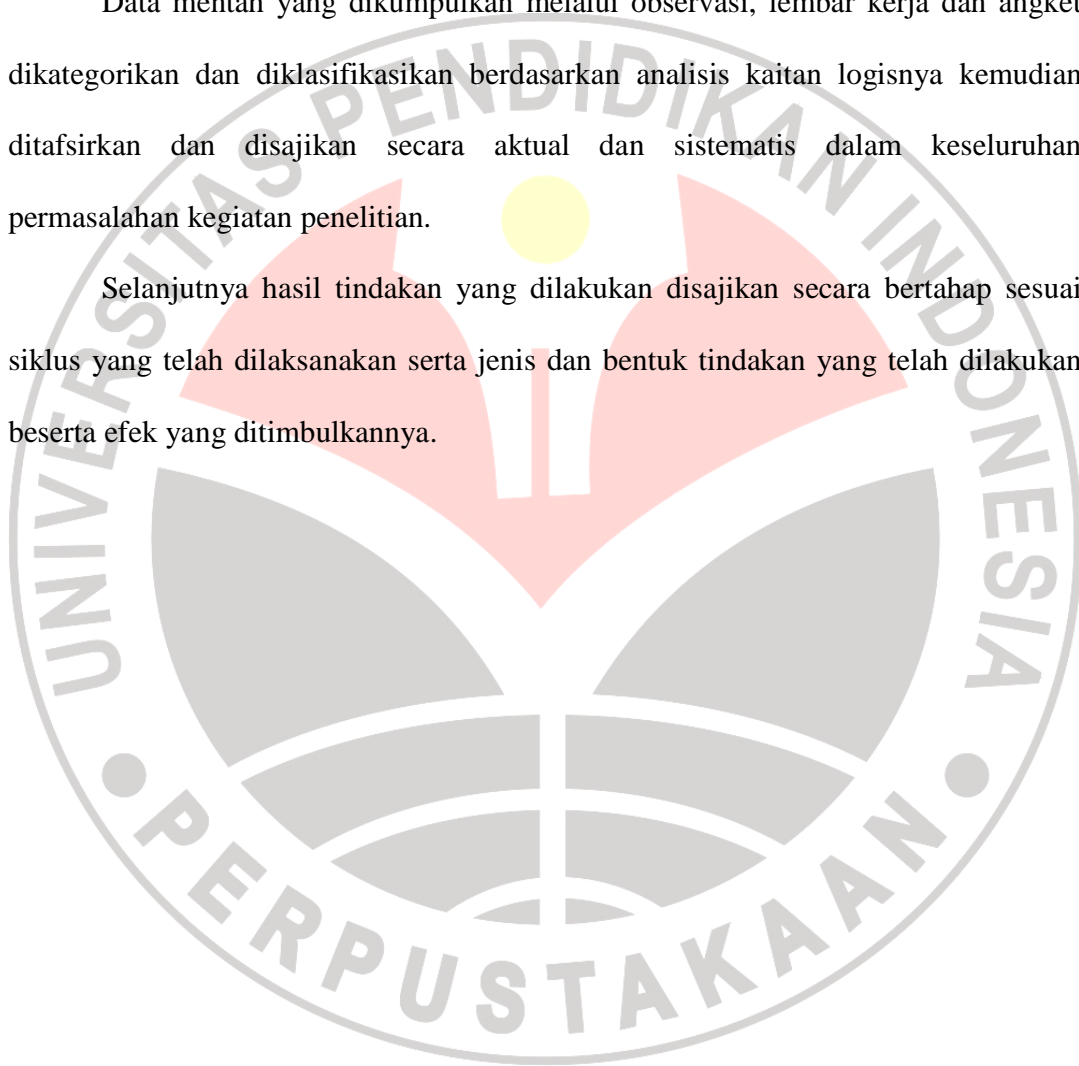 Data mentah yang dikumpulkan melalui observasi, lembar kerja dan angket
dikategorikan dan diklasifikasikan berdasarkan analisis kaitan logisnya kemudian
ditafsirkan dan disajikan secara aktual dan sistematis dalam keseluruhan
permasalahan kegiatan penelitian.
Selanjutnya hasil tindakan yang dilakukan disajikan secara bertahap sesuai
siklus yang telah dilaksanakan serta jenis dan bentuk tindakan yang telah dilakukan
beserta efek yang ditimbulkannya.
UNIVERSITAS PENDIDIKAN INDONESIA
PERPUSTAKAAN